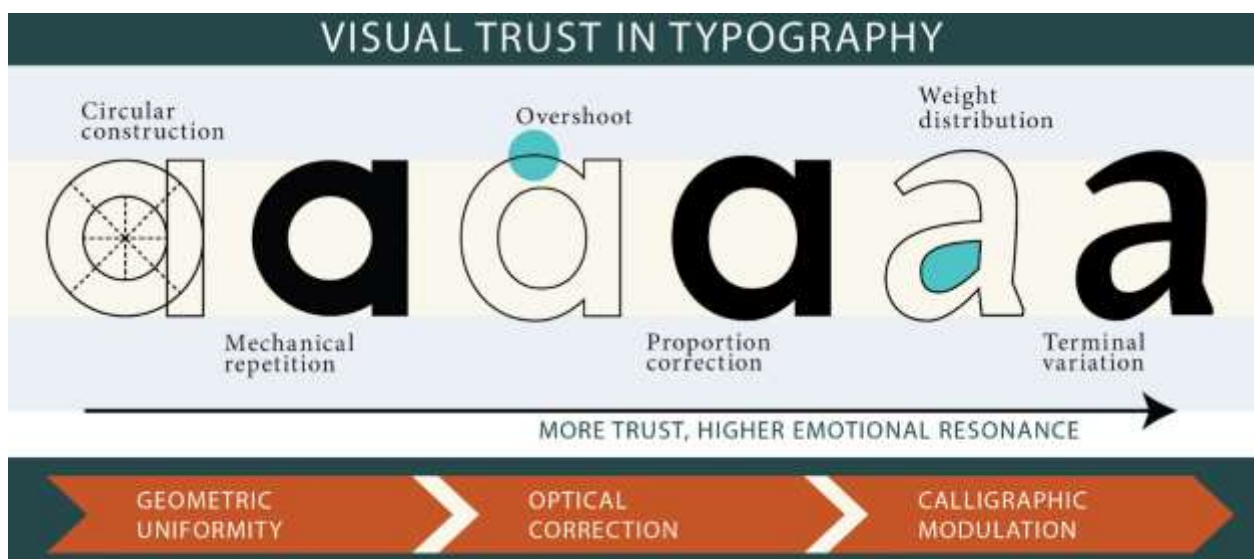 VISUAL TRUST IN TYPOGRAPHY
Circular
construction
Overshoot
Weight
distribution
a a a a a a
Mechanical
repetition
Proportion
correction
Terminal
variation
MORE TRUST, HIGHER EMOTIONAL RESONANCE
GEOMETRIC
UNIFORMITY
OPTICAL
CORRECTION
CALLIGRAPHIC
MODULATION